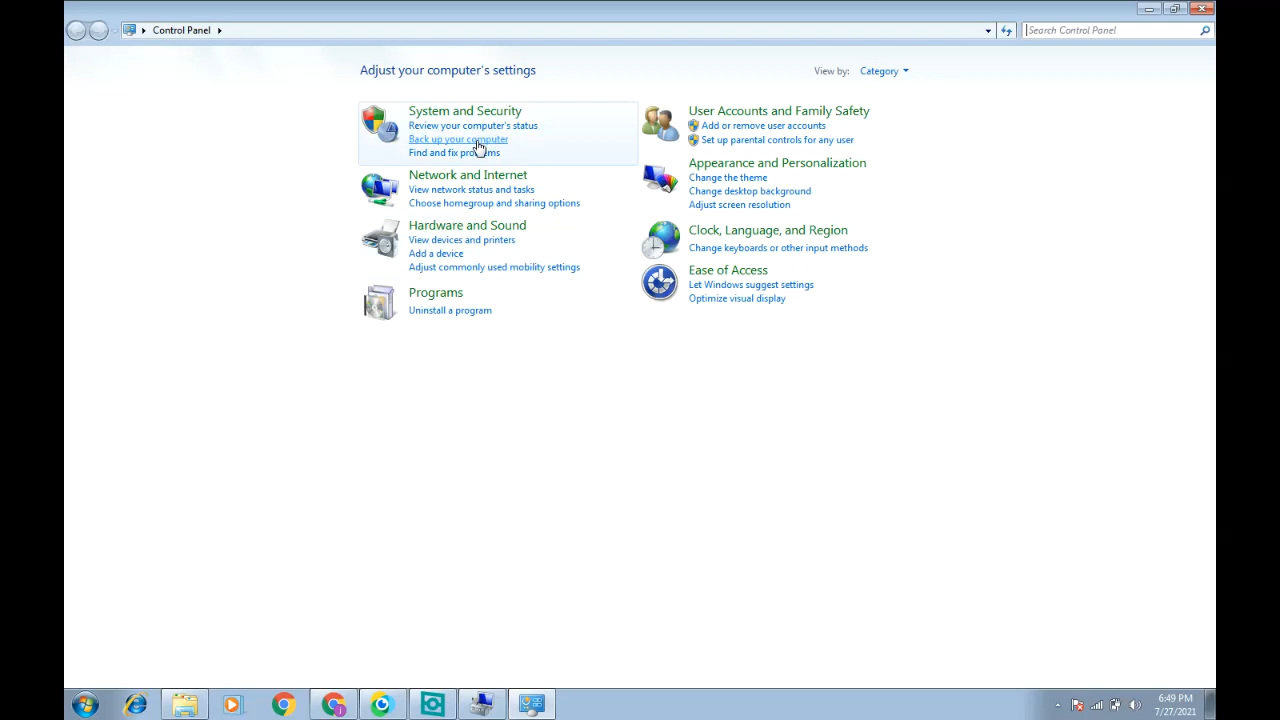 Control Panel
Search Control Panel
Adjust your computer's settings
View by: Category
System and Security
Review your computer's status
Back up your computer
Find and fix problems
Network and Internet
View network status and tasks
Choose homegroup and sharing options
Hardware and Sound
View devices and printers
Add a device
Adjust commonly used mobility settings
Programs
Uninstall a program
User Accounts and Family Safety
Add or remove user accounts
Set up parental controls for any user
Appearance and Personalization
Change the theme
Change desktop background
Adjust screen resolution
Clock, Language, and Region
Change keyboards or other input methods
Ease of Access
Let Windows suggest settings
Optimize visual display
6:49 PM
7/27/2021